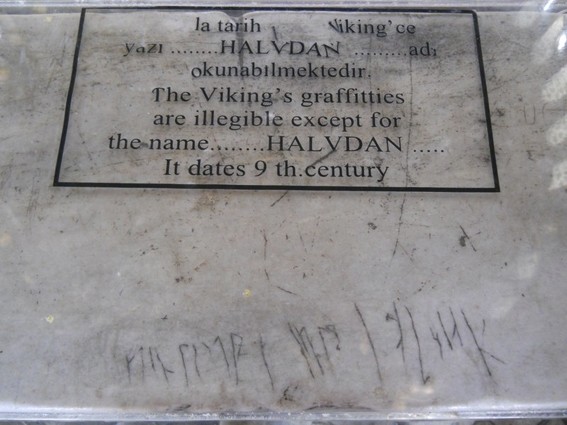 la tarih Viking'ce
yazı ........HALVDAN .........adı
okunabılmektedir.
The Viking's graffitties
are illegible except for
the name........HALVDAN .....
It dates 9 th.century